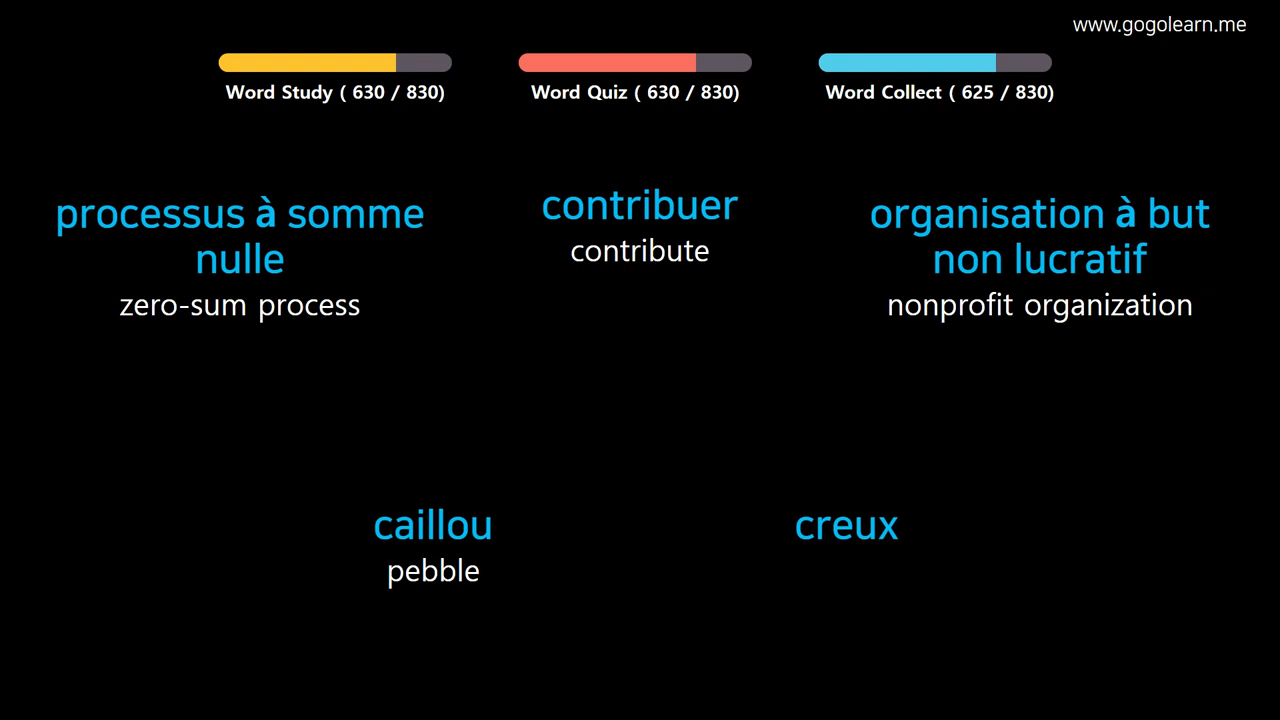 www.gogolearn.me
Word Study ( 630 / 830)
Word Quiz ( 630 / 830)
Word Collect ( 625 / 830)
processus à somme
nulle
zero-sum process
contribuer
contribute
organisation à but
non lucratif
nonprofit organization
caillou
pebble
creux